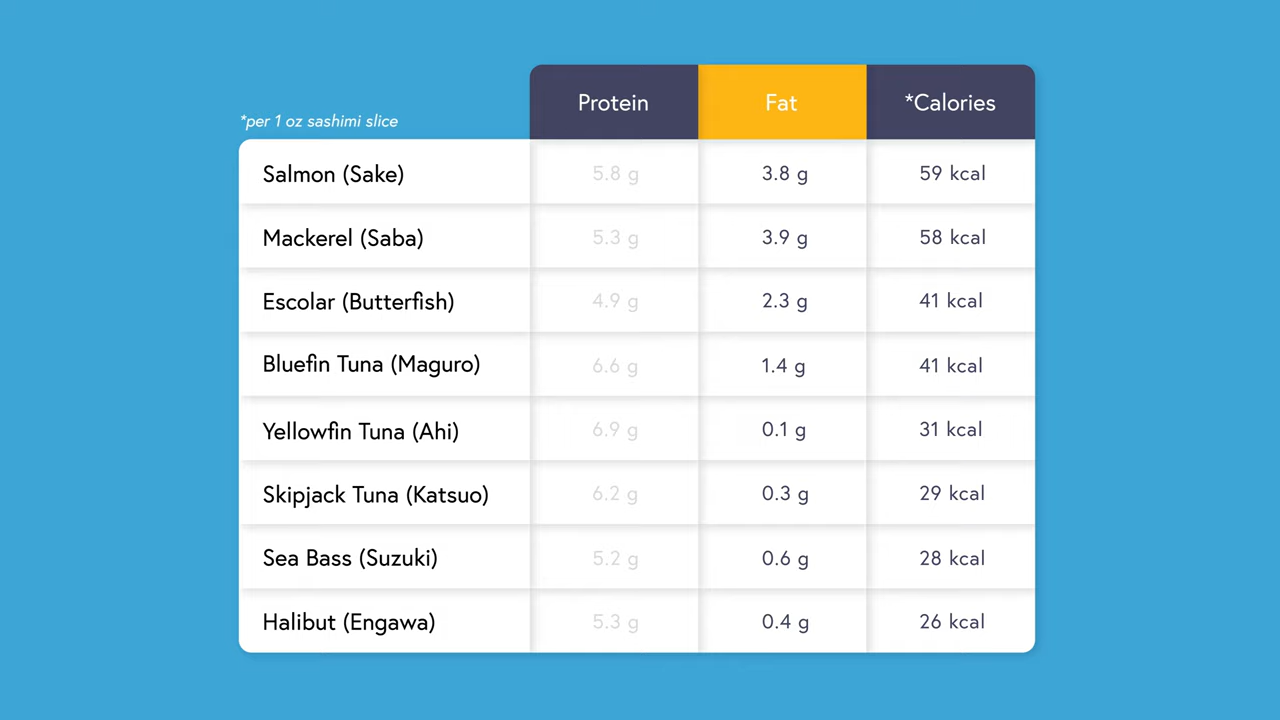 Protein Fat *Calories
*per 1 oz sashimi slice
Salmon (Sake) 5.8 g 3.8 g 59 kcal
Mackerel (Saba) 5.3 g 3.9 g 58 kcal
Escolar (Butterfish) 4.9 g 2.3 g 41 kcal
Bluefin Tuna (Maguro) 6.6 g 1.4 g 41 kcal
Yellowfin Tuna (Ahi) 6.9 g 0.1 g 31 kcal
Skipjack Tuna (Katsuo) 6.2 g 0.3 g 29 kcal
Sea Bass (Suzuki) 5.2 g 0.6 g 28 kcal
Halibut (Engawa) 5.3 g 0.4 g 26 kcal